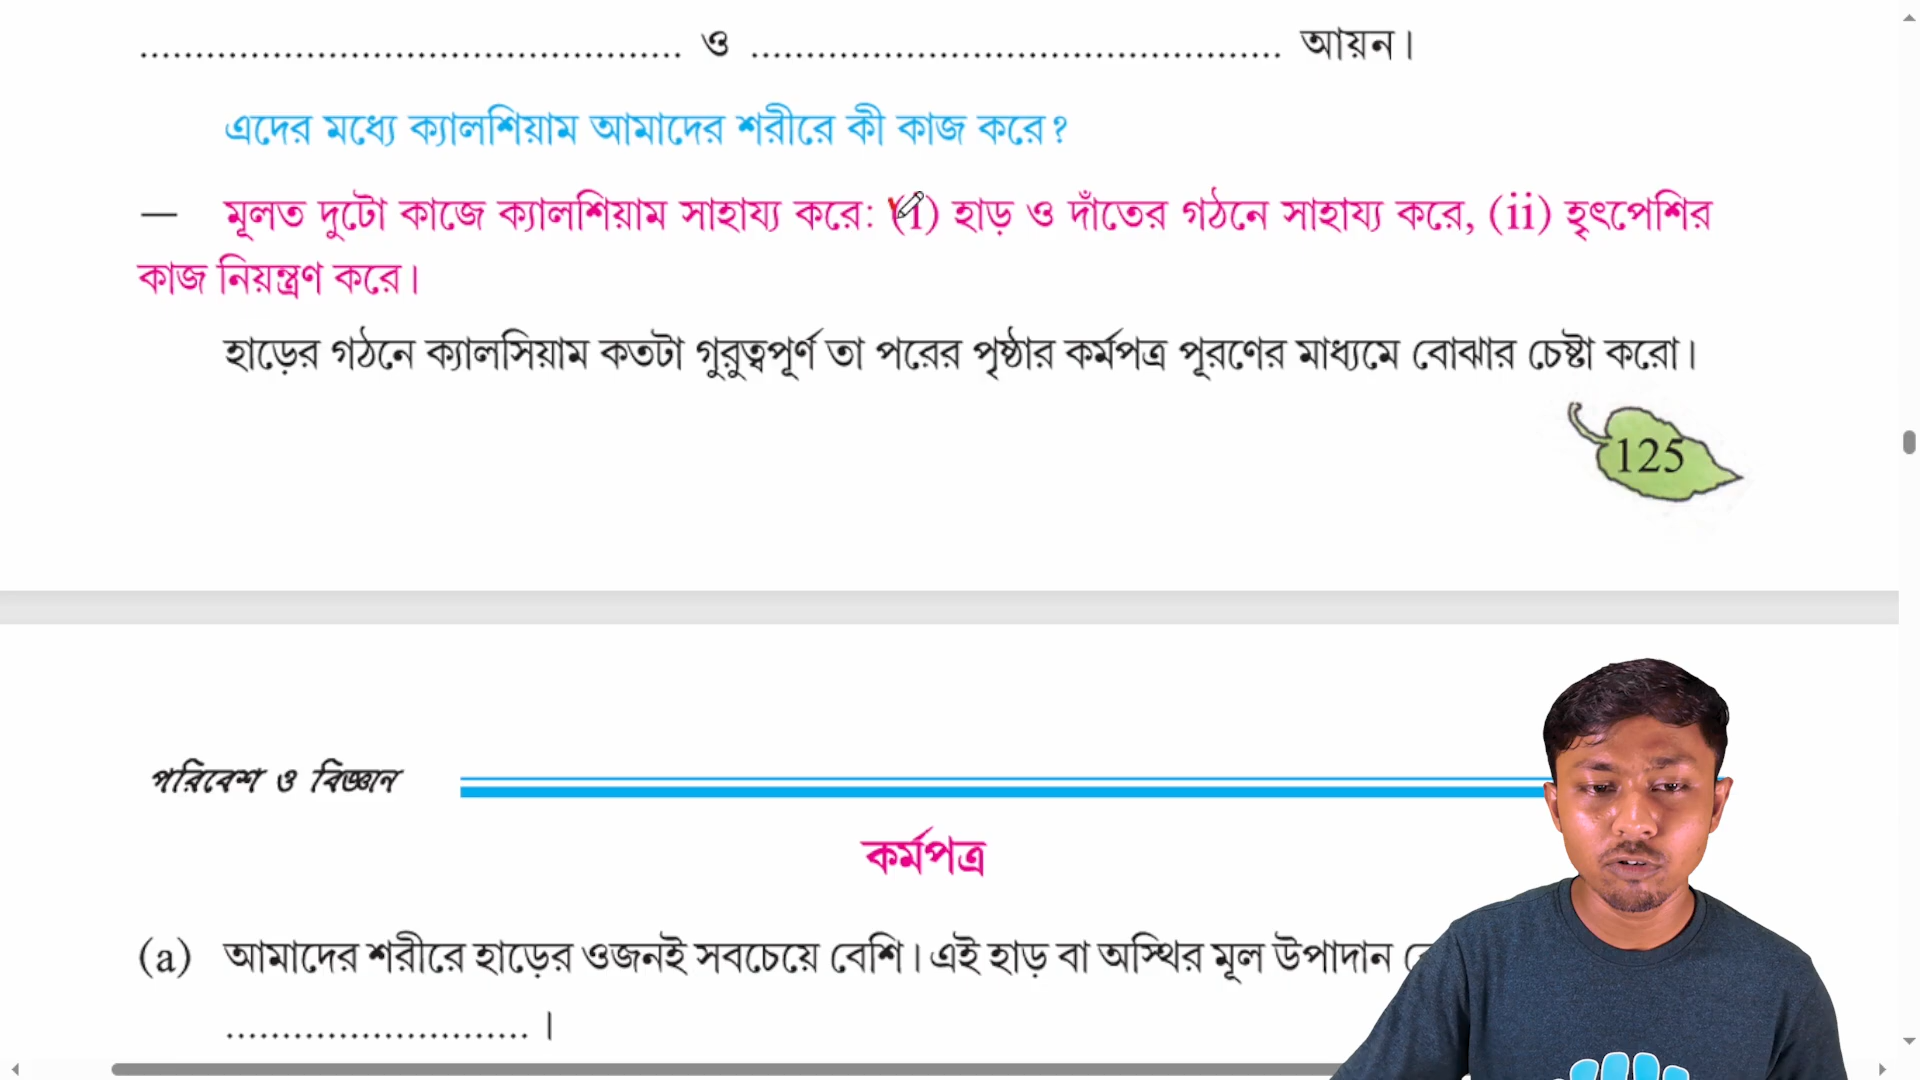 .................................................. ও .................................................. আয়ন।
এদের মধ্যে ক্যালশিয়াম আমাদের শরীরে কী কাজ করে?
— মূলত দুটো কাজে ক্যালশিয়াম সাহায্য করে: (i) হাড় ও দাঁতের গঠনে সাহায্য করে, (ii) হৃৎপেশির
কাজ নিয়ন্ত্রণ করে।
হাড়ের গঠনে ক্যালসিয়াম কতটা গুরুত্বপূর্ণ তা পরের পৃষ্ঠার কর্মপত্র পূরণের মাধ্যমে বোঝার চেষ্টা করো।
125
পরিবেশ ও বিজ্ঞান
কর্মপত্র
(a) আমাদের শরীরে হাড়ের ওজনই সবচেয়ে বেশি। এই হাড় বা অস্থির মূল উপাদান
............................ ।